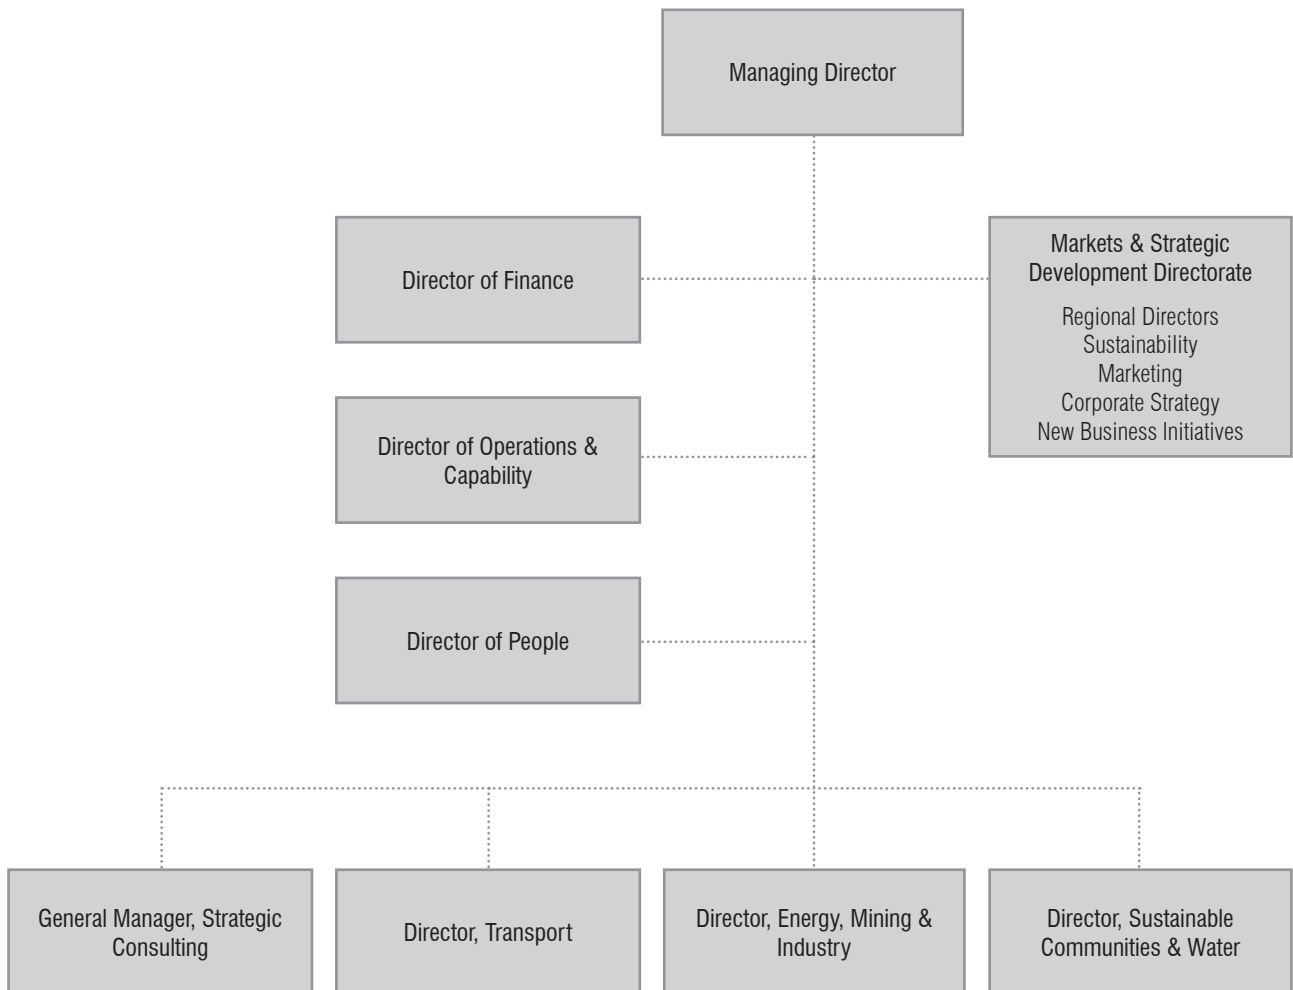 Managing Director
Director of Finance
Markets & Strategic
Development Directorate
Regional Directors
Sustainability
Marketing
Corporate Strategy
New Business Initiatives
Director of Operations &
Capability
Director of People
General Manager, Strategic
Consulting
Director, Transport
Director, Energy, Mining &
Industry
Director, Sustainable
Communities & Water